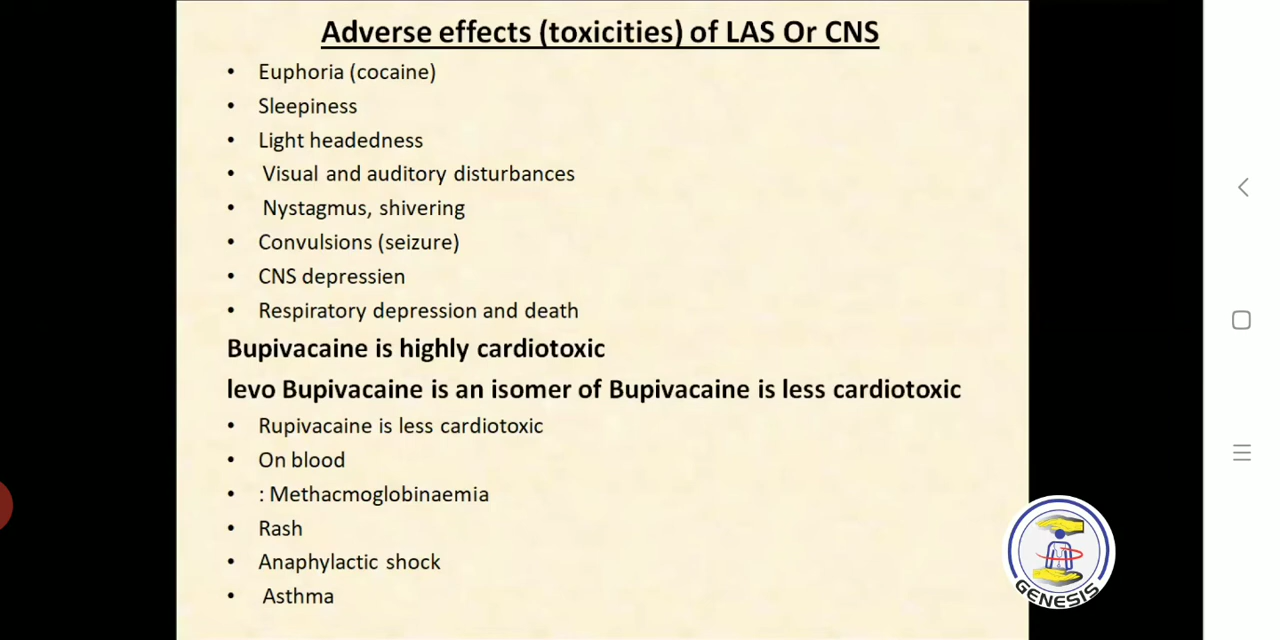 Adverse effects (toxicities) of LAS Or CNS
• Euphoria (cocaine)
• Sleepiness
• Light headedness
• Visual and auditory disturbances
• Nystagmus, shivering
• Convulsions (seizure)
• CNS depressien
• Respiratory depression and death
Bupivacaine is highly cardiotoxic
levo Bupivacaine is an isomer of Bupivacaine is less cardiotoxic
• Rupivacaine is less cardiotoxic
• On blood
• : Methacmoglobinaemia
• Rash
• Anaphylactic shock
• Asthma
GENESIS